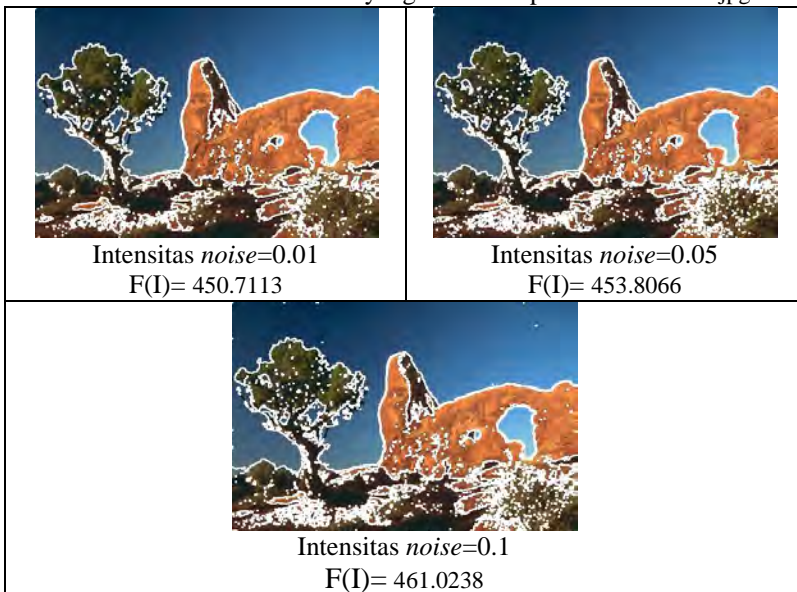 Intensitas noise=0.01
F(I)= 450.7113
Intensitas noise=0.05
F(I)= 453.8066
Intensitas noise=0.1
F(I)= 461.0238